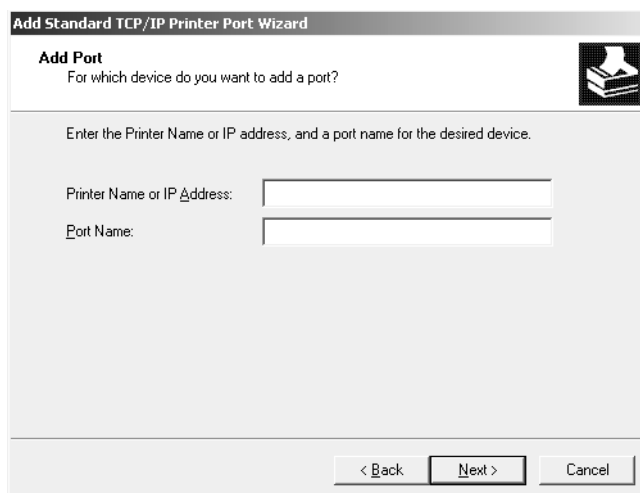 Add Standard TCP/IP Printer Port Wizard
Add Port
For which device do you want to add a port?
Enter the Printer Name or IP address, and a port name for the desired device.
Printer Name or IP Address:
Port Name:
< Back Next > Cancel